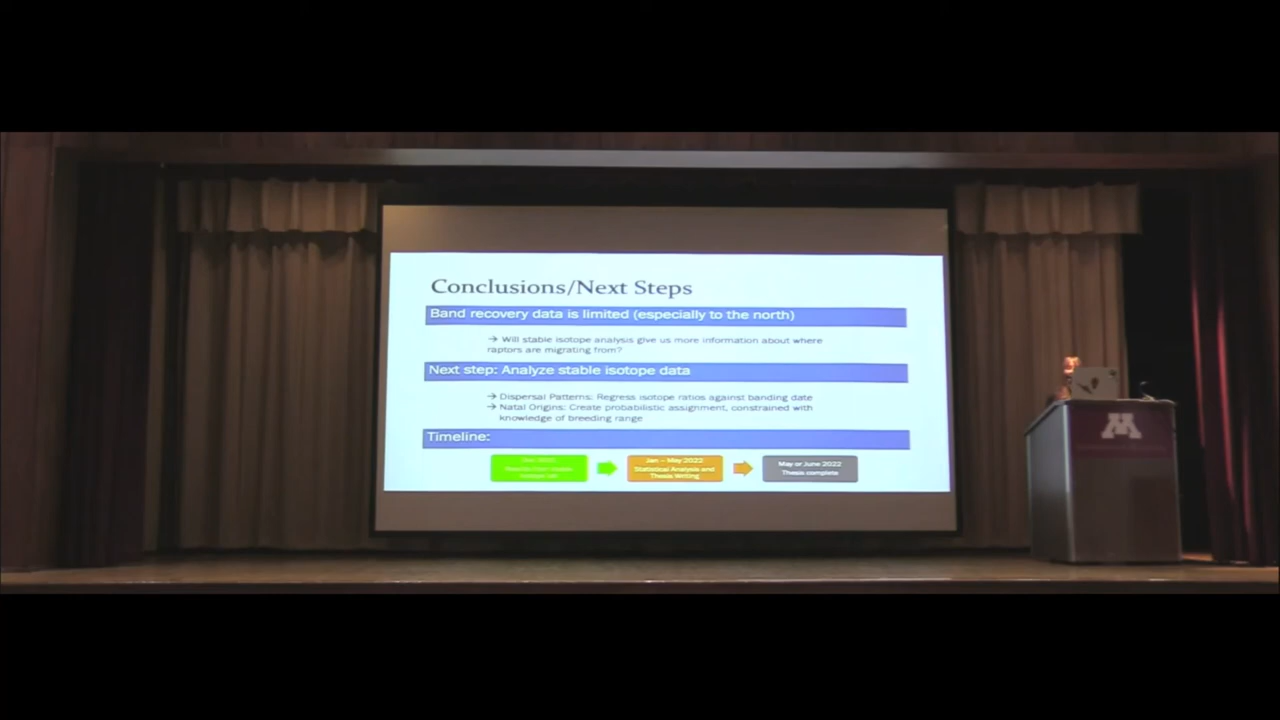 Conclusions/Next Steps
Band recovery data is limited (especially to the north)
→ Will stable isotope analysis give us more information about where
raptors are migrating from?
Next step: Analyze stable isotope data
→ Dispersal Patterns: Regress isotope ratios against banding date
→ Natal Origins: Create probabilistic assignment, constrained with
knowledge of breeding range
Timeline:
Jan – May 2022
Statistical Analysis and
Thesis Writing
May or June 2022
Thesis complete
M